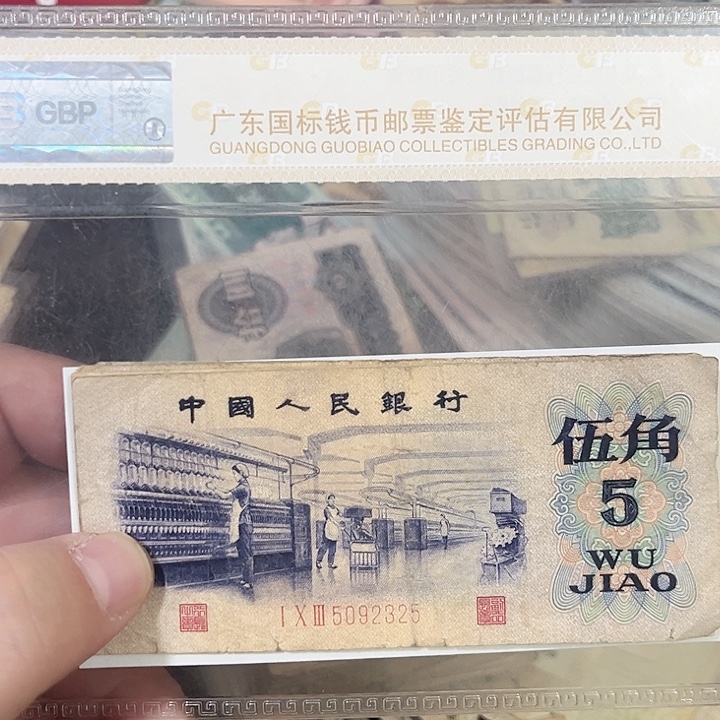 GBP
广东国标钱币邮票鉴定评估有限公司
GUANGDONG GUOBIAO COLLECTIBLES GRADING CO.,LTD
中國人民銀行
伍角
5
WU
JIAO
I X III 5092325